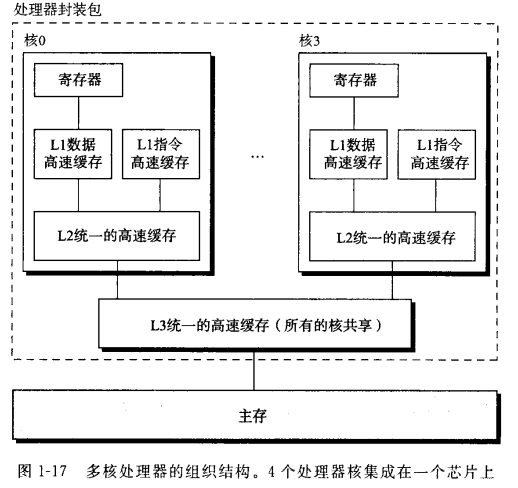 处理器封装包
核0
核3
寄存器
寄存器
L1数据
高速缓存
L1指令
高速缓存
…
L1数据
高速缓存
L1指令
高速缓存
L2统一的高速缓存
L2统一的高速缓存
L3统一的高速缓存(所有的核共享)
主存
图 1-17 多核处理器的组织结构。4 个处理器核集成在一个芯片上